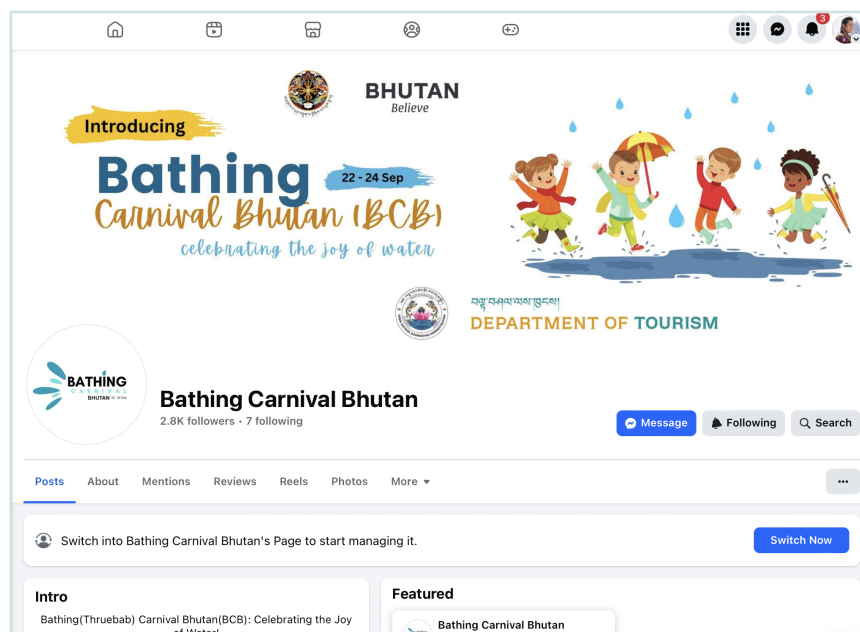 3
BHUTAN
Believe
Introducing
Bathing
22 - 24 Sep
Carnival Bhutan (BCB)
celebrating the joy of water
DEPARTMENT OF TOURISM
BATHING
CARNIVAL
BHUTAN
Bathing Carnival Bhutan
2.8K followers • 7 following
Message
Following
Search
Posts
About
Mentions
Reviews
Reels
Photos
More
Switch into Bathing Carnival Bhutan's Page to start managing it.
Switch Now
Intro
Bathing(Thruebab) Carnival Bhutan(BCB): Celebrating the Joy
of Water!
Featured
Bathing Carnival Bhutan